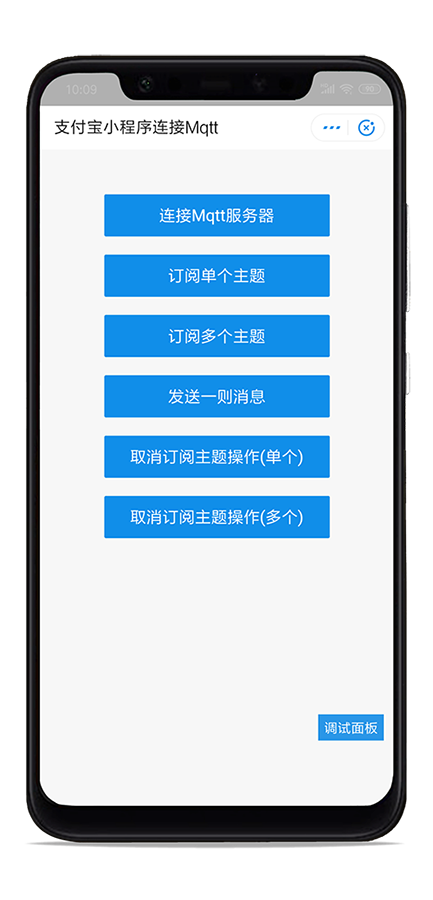 10:09
支付宝小程序连接Mqtt
连接Mqtt服务器
订阅单个主题
订阅多个主题
发送一则消息
取消订阅主题操作(单个)
取消订阅主题操作(多个)
调试面板